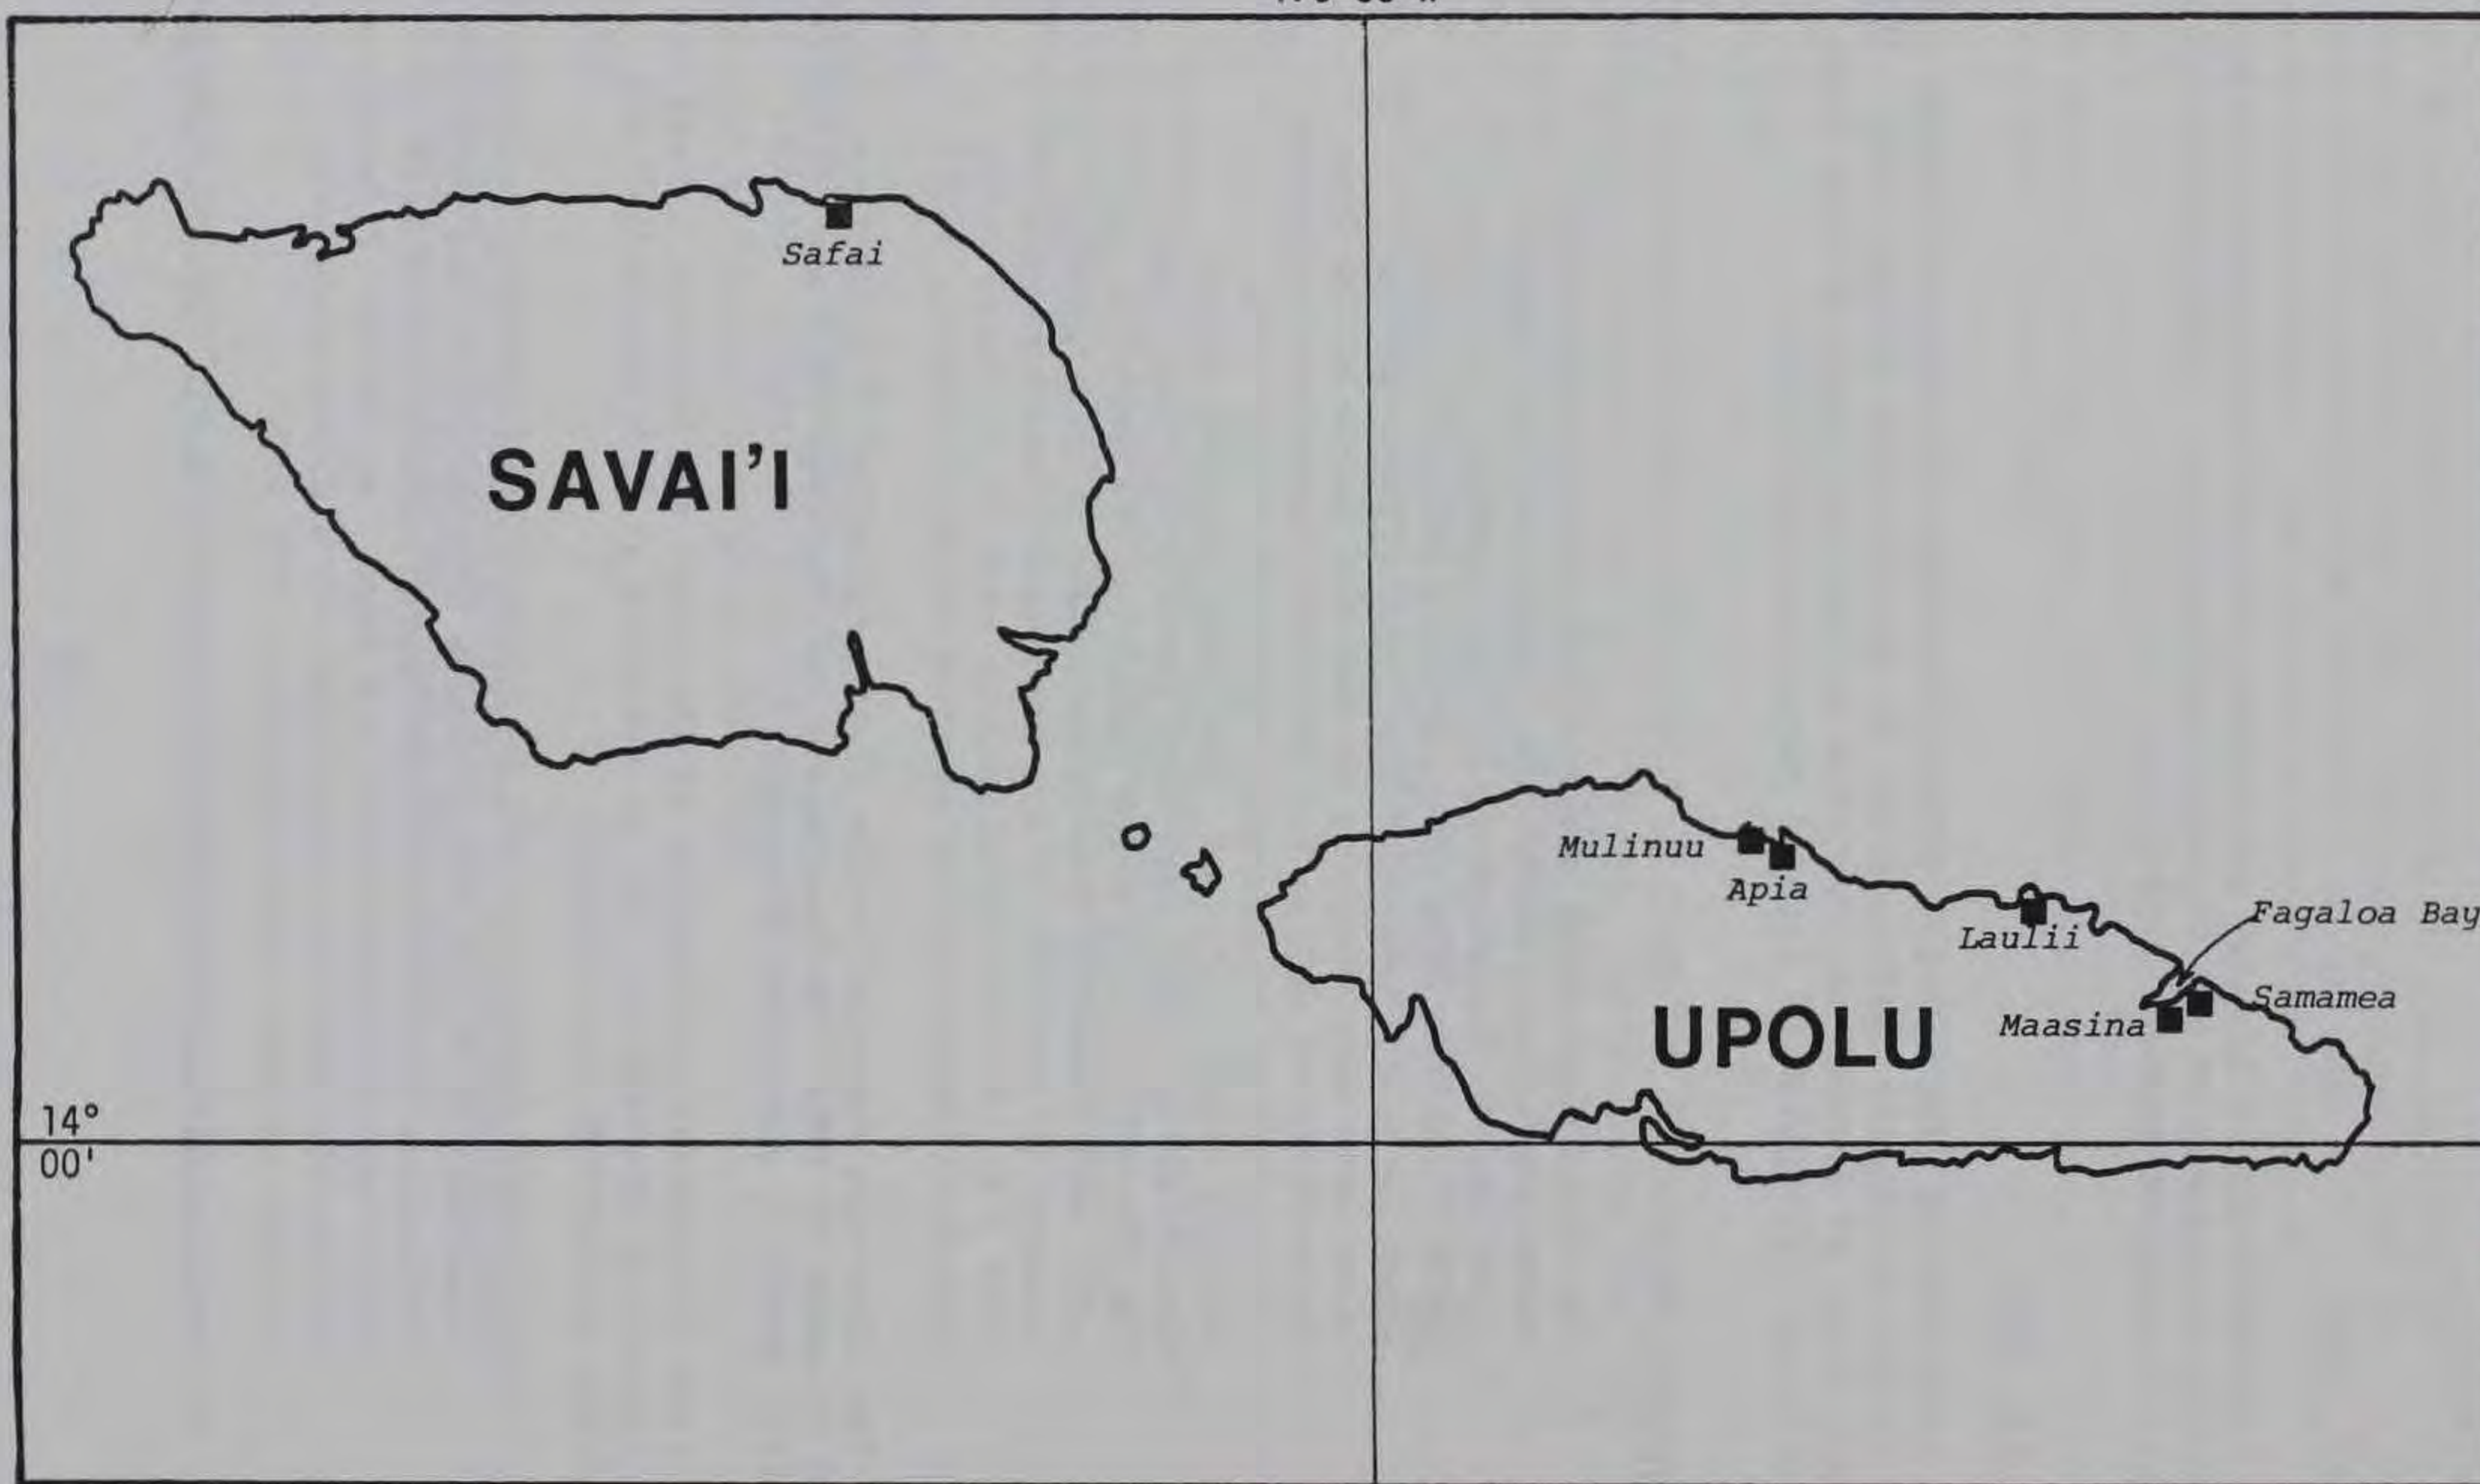 Safai
SAVAI'I
Mulinuu
Apia
Laulii
Fagaloa Bay
Samamea
Maasina
UPOLU
14°
00'